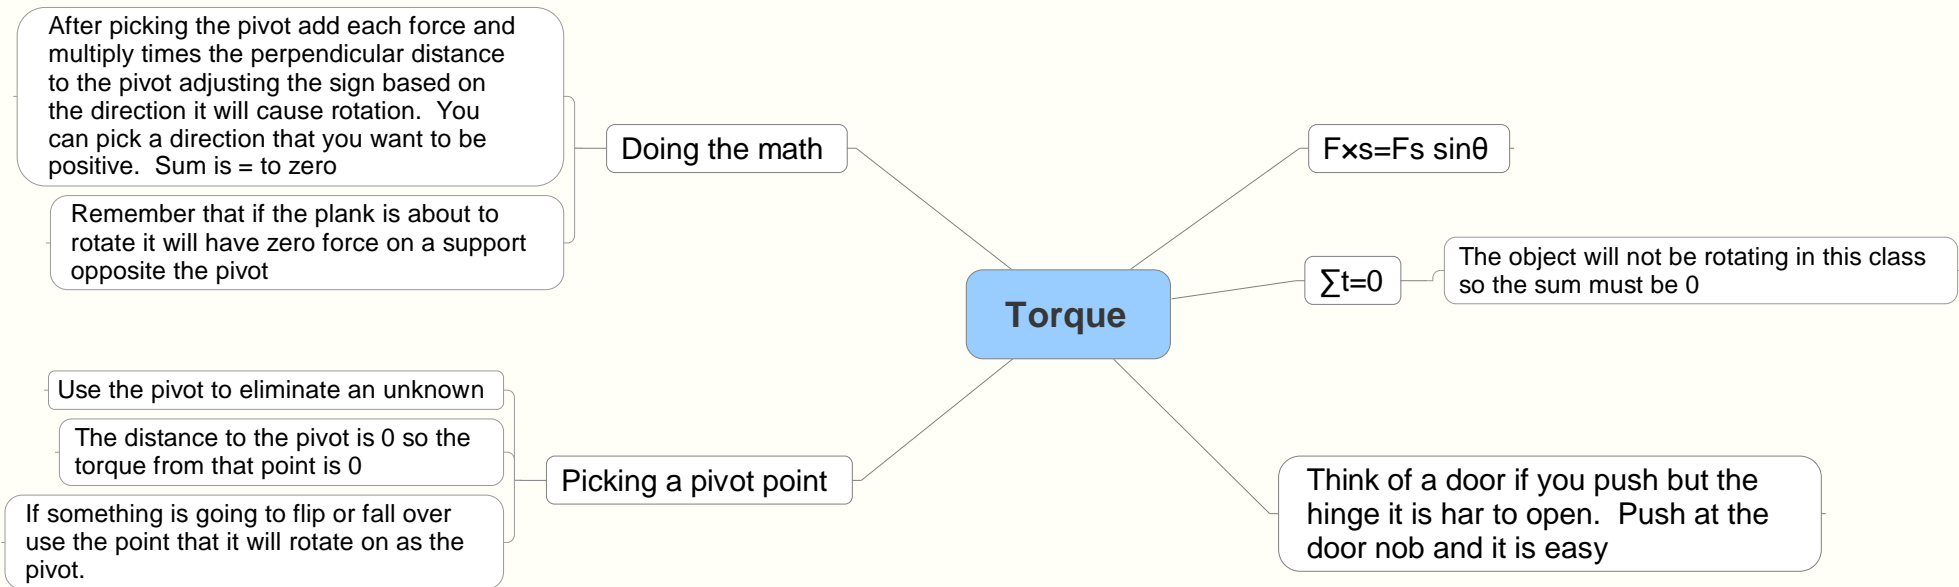 After picking the pivot add each force and
multiply times the perpendicular distance
to the pivot adjusting the sign based on
the direction it will cause rotation.  You
can pick a direction that you want to be
positive.  Sum is = to zero
Remember that if the plank is about to
rotate it will have zero force on a support
opposite the pivot
Doing the math
Use the pivot to eliminate an unknown
The distance to the pivot is 0 so the
torque from that point is 0
If something is going to flip or fall over
use the point that it will rotate on as the
pivot.
Picking a pivot point
Torque
F×s=Fs sinθ
∑t=0
The object will not be rotating in this class
so the sum must be 0
Think of a door if you push but the
hinge it is har to open.  Push at the
door nob and it is easy